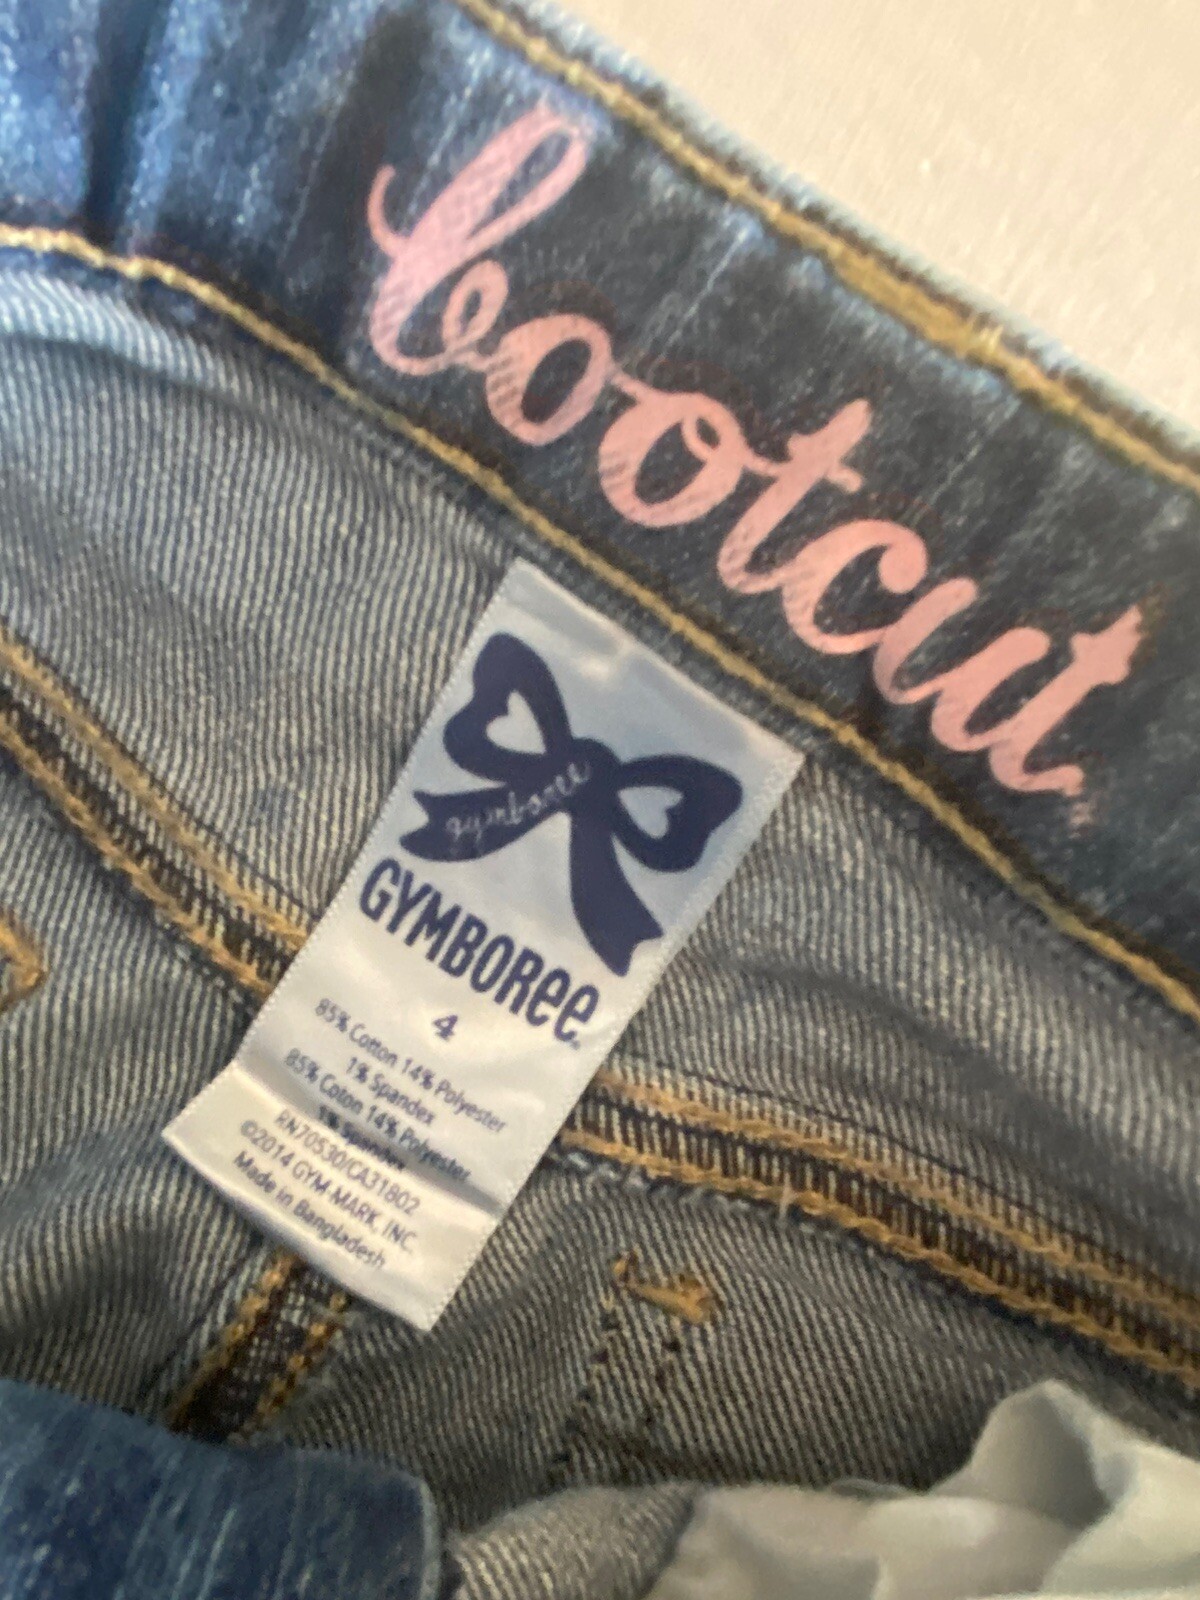 bootcut
gymboree
GYMBOREE
4
85% Cotton 14% Polyester
1% Spandex
85% Coton 14% Polyester
1% Spandex
RN70530/CA31802
©2014 GYM-MARK, INC.
Made in Bangladesh